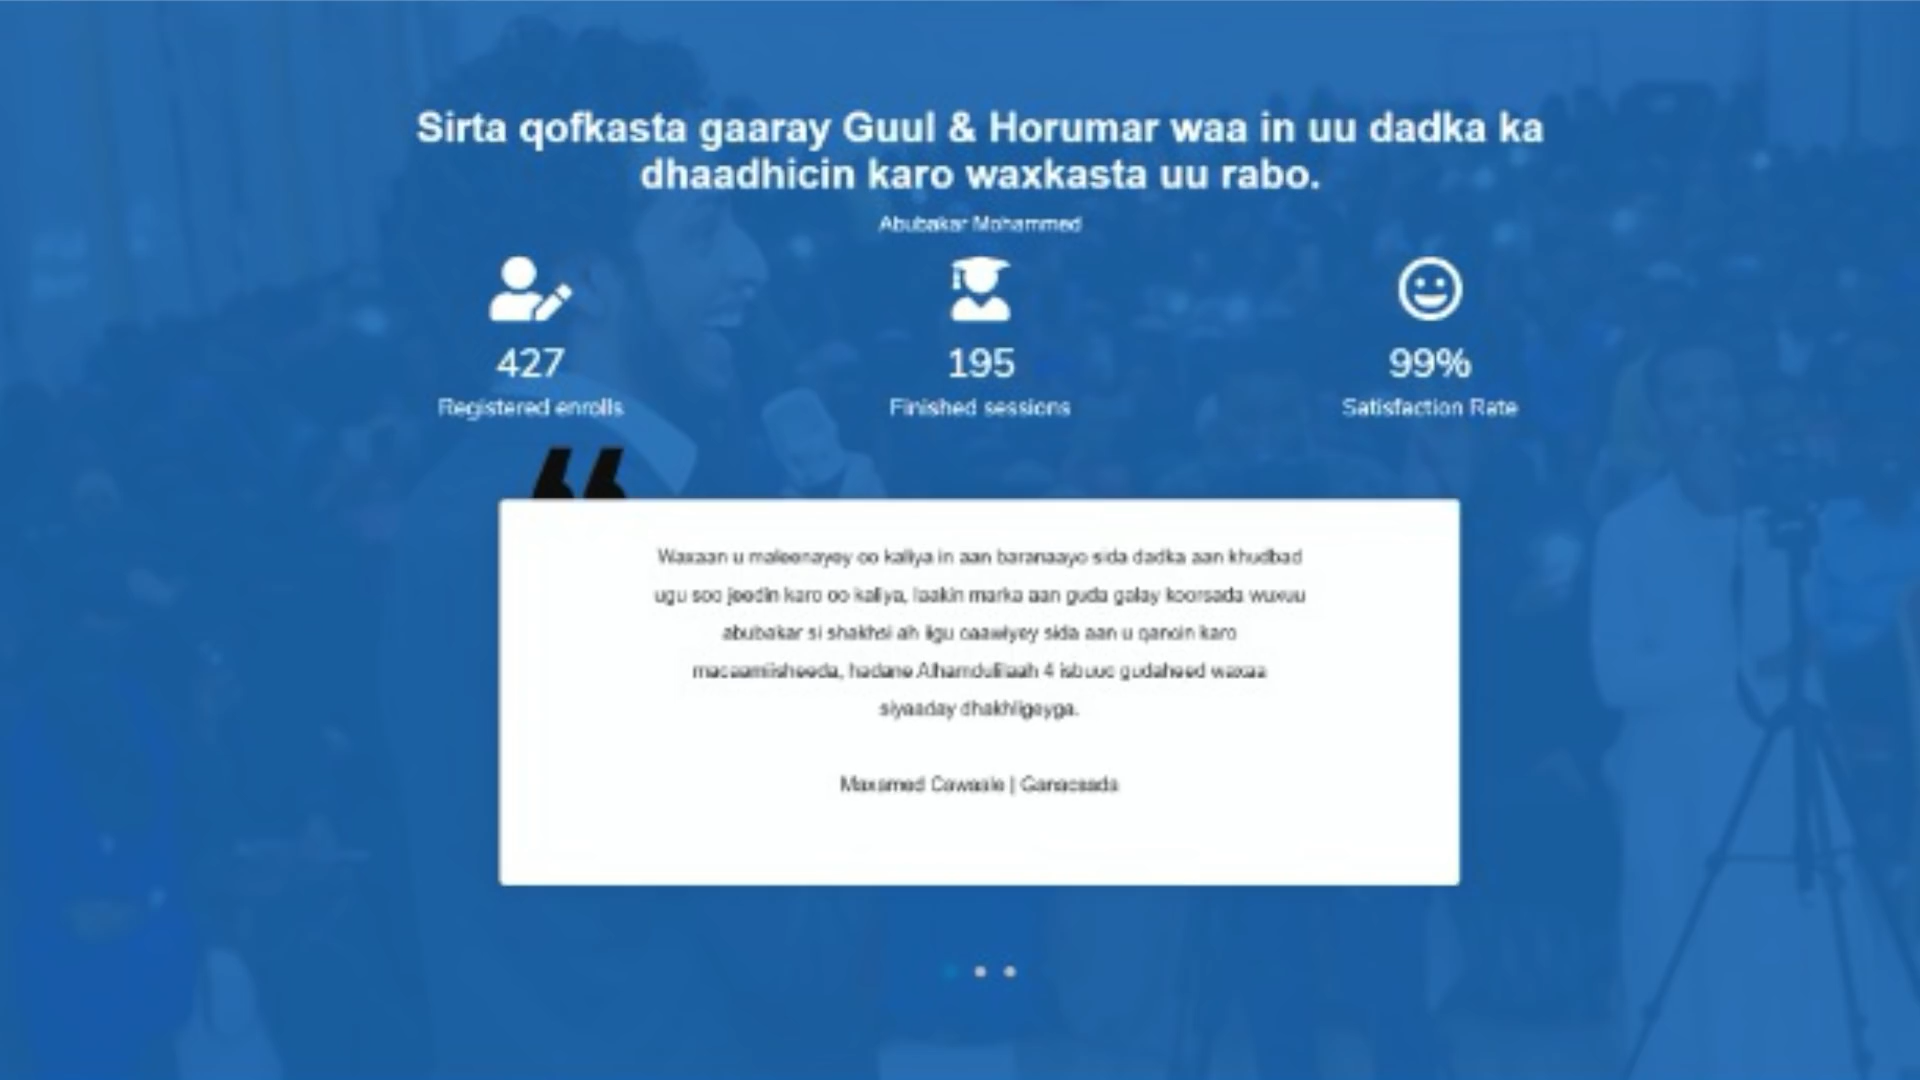 Sirta qofkasta gaaray Guul & Horumar waa in uu dadka ka
dhaadhicin karo waxkasta uu rabo.
Abubakar Mohammed
427
195
99%
Registered enrolls
Finished sessions
Satisfaction Rate
“
Waxaan u maleenayey oo kaliya in aan baranaayo sida dadka aan khudbad
ugu soo jeedin karo oo kaliya, laakin marka aan guda galay koorsada wuxuu
abubakar si shakhsi ah iigu caawiyey sida aan u qancin karo
macaamiisheeda, hadane Alhamdulilaah 4 isbuuc gudaheed waxaa
siyaaday dhakhligeyga.
Maxamed Cawaale | Ganacsada